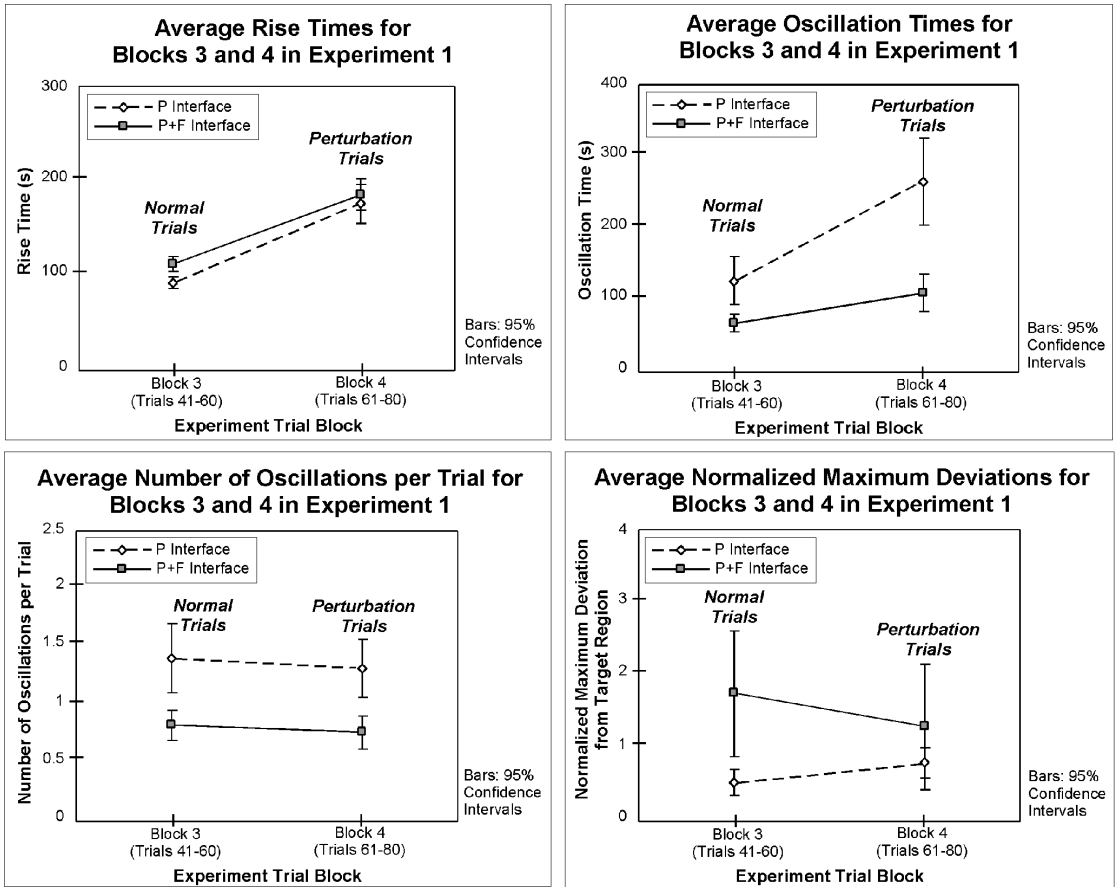 Average Rise Times for
Blocks 3 and 4 in Experiment 1
300
200
100
0
Rise Time (s)
P Interface
P+F Interface
Normal
Trials
Perturbation
Trials
Bars: 95%
Confidence
Intervals
Block 3
(Trials 41-60)
Block 4
(Trials 61-80)
Experiment Trial Block
Average Oscillation Times for
Blocks 3 and 4 in Experiment 1
400
300
200
100
0
Oscillation Time (s)
P Interface
P+F Interface
Normal
Trials
Perturbation
Trials
Bars: 95%
Confidence
Intervals
Block 3
(Trials 41-60)
Block 4
(Trials 61-80)
Experiment Trial Block
Average Number of Oscillations per Trial for
Blocks 3 and 4 in Experiment 1
2.5
2
1.5
1
0.5
0
Number of Oscillations per Trial
P Interface
P+F Interface
Normal
Trials
Perturbation
Trials
Bars: 95%
Confidence
Intervals
Block 3
(Trials 41-60)
Block 4
(Trials 61-80)
Experiment Trial Block
Average Normalized Maximum Deviations for
Blocks 3 and 4 in Experiment 1
4
3
2
1
0
Normalized Maximum Deviation
from Target Region
P Interface
P+F Interface
Normal
Trials
Perturbation
Trials
Bars: 95%
Confidence
Intervals
Block 3
(Trials 41-60)
Block 4
(Trials 61-80)
Experiment Trial Block